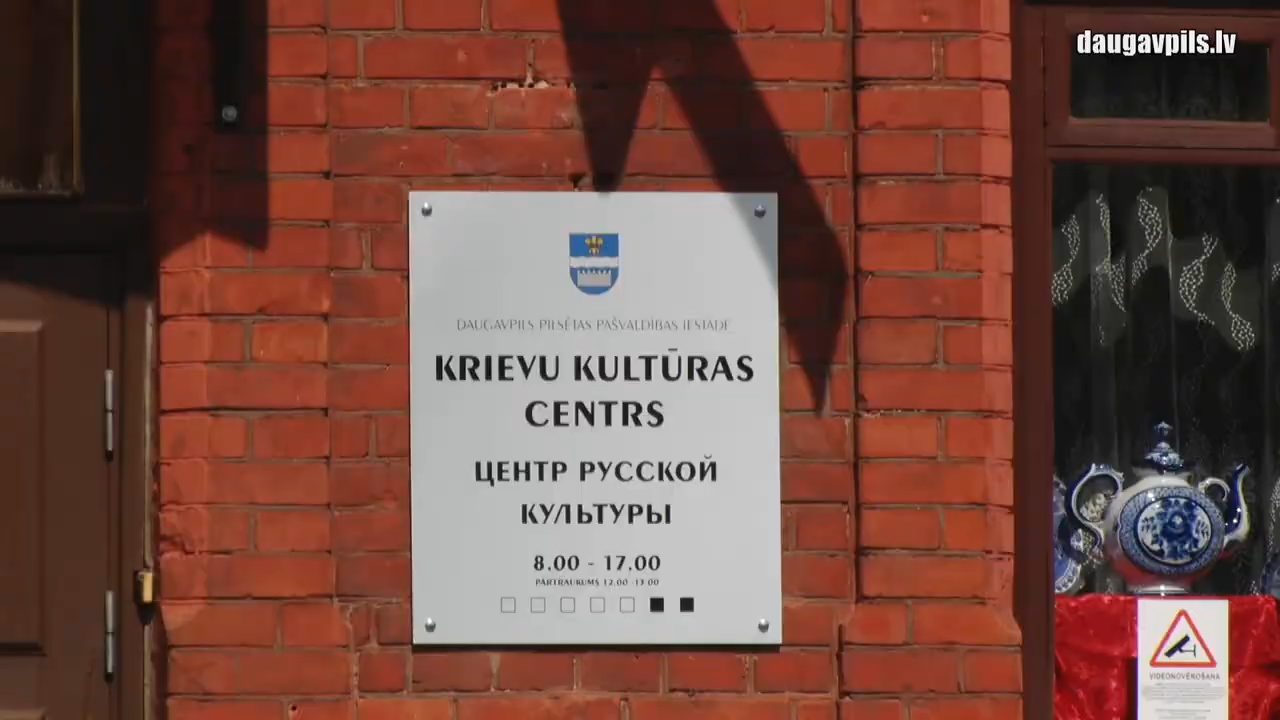 daugavpils.lv
DAUGAVPILS PILSĒTAS PAŠVALDĪBAS IESTĀDE
KRIEVU KULTŪRAS
CENTRS
ЦЕНТР РУССКОЙ
КУЛЬТУРЫ
8.00 - 17.00
PĀRTRAUKUMS 12.00 -13.00
VIDEONOVĒROŠANA